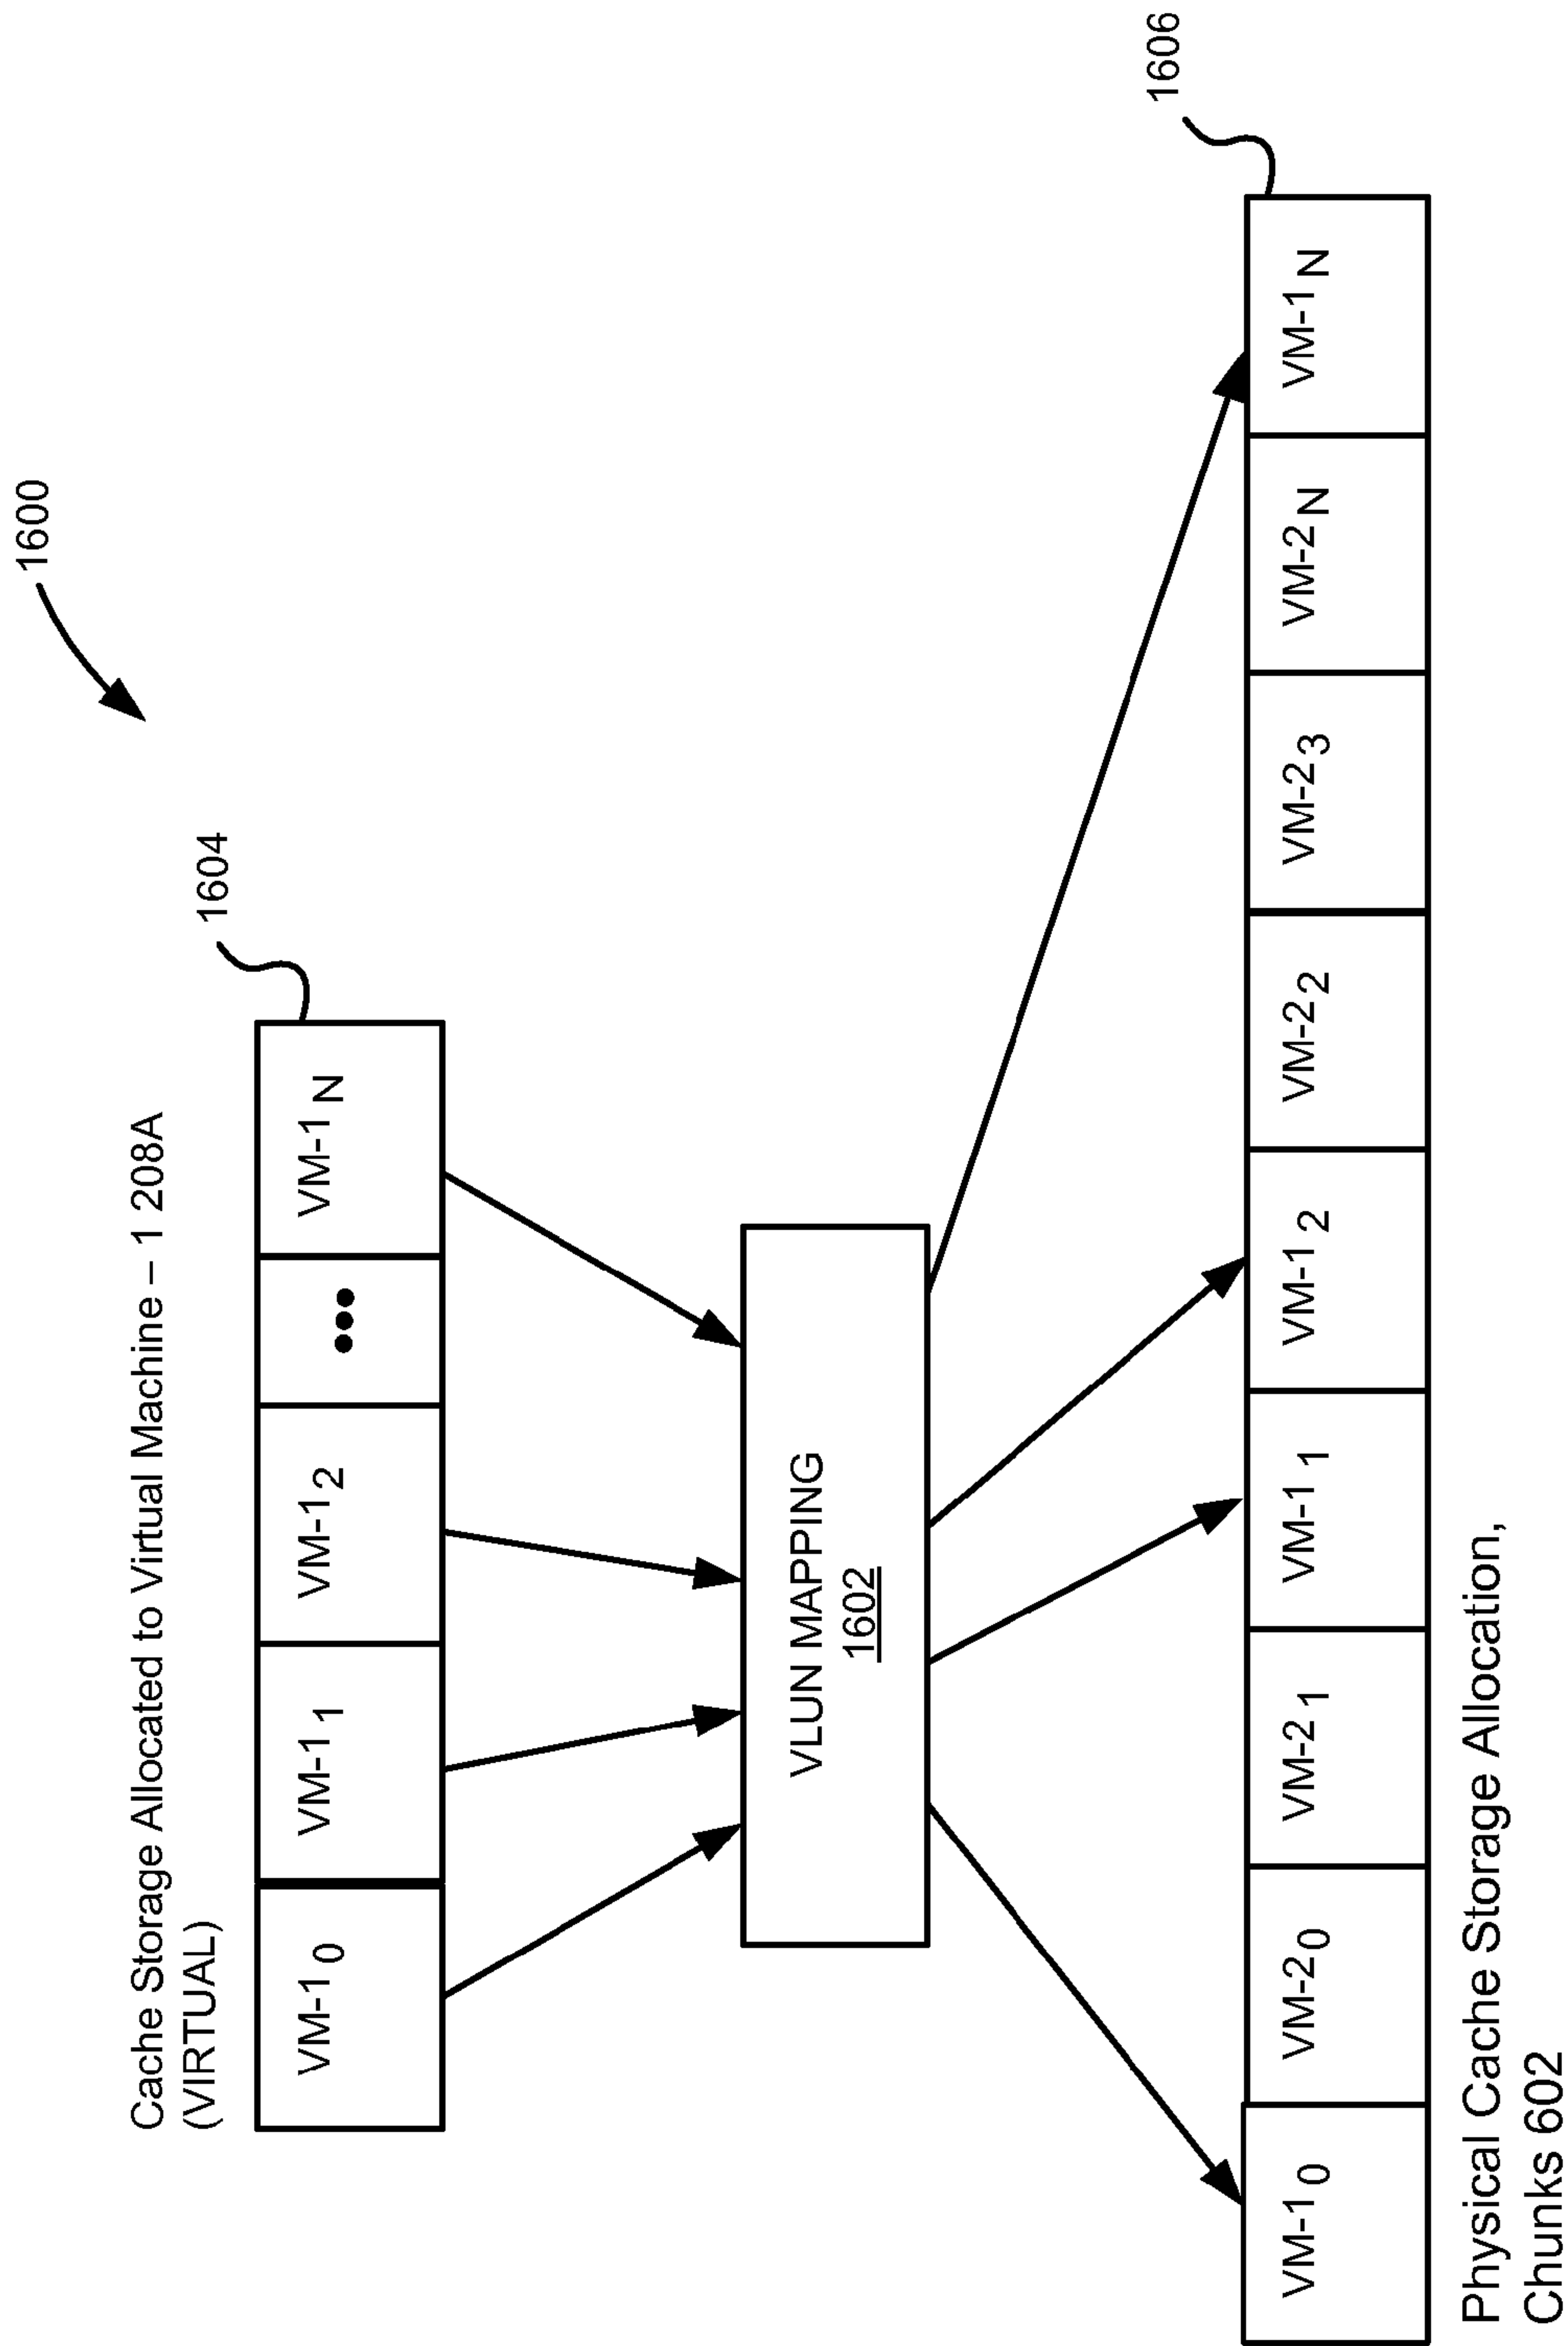 1600
Cache Storage Allocated to Virtual Machine – 1 208A
(VIRTUAL)
1604
VM-1 0
VM-1 1
VM-1 2
●●●
VM-1 N
VLUN MAPPING
1602
1606
VM-1 0
VM-2 0
VM-2 1
VM-1 1
VM-1 2
VM-2 2
VM-2 3
VM-2 N
VM-1 N
Physical Cache Storage Allocation,
Chunks 602